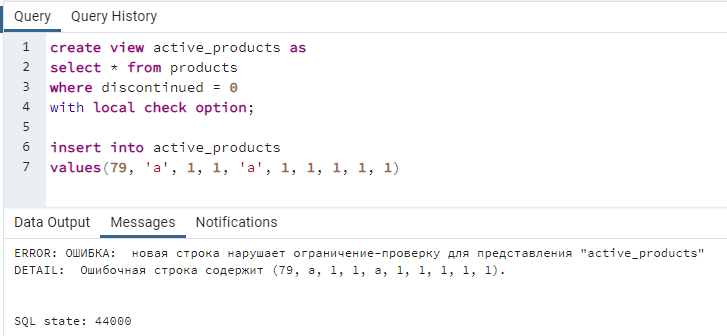 Query Query History
1 create view active_products as
2 select * from products
3 where discontinued = 0
4 with local check option;
5
6 insert into active_products
7 values(79, 'a', 1, 1, 'a', 1, 1, 1, 1, 1)
Data Output Messages Notifications
ERROR: ОШИБКА:  новая строка нарушает ограничение-проверку для представления "active_products"
DETAIL:  Ошибочная строка содержит (79, a, 1, 1, a, 1, 1, 1, 1, 1).
SQL state: 44000